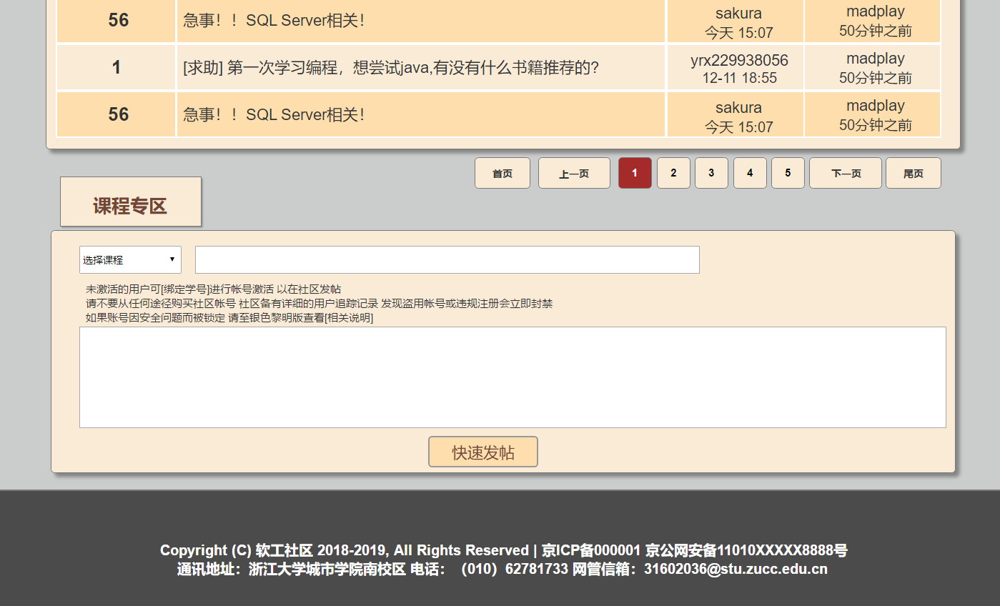 56 急事！！SQL Server相关！ sakura madplay
今天 15:07 50分钟之前
1 [求助] 第一次学习编程，想尝试java,有没有什么书籍推荐的? yrx229938056 madplay
12-11 18:55 50分钟之前
56 急事！！SQL Server相关！ sakura madplay
今天 15:07 50分钟之前
首页 上一页 1 2 3 4 5 下一页 尾页
课程专区
选择课程
未激活的用户可[绑定学号]进行帐号激活 以在社区发帖
请不要从任何途径购买社区帐号 社区备有详细的用户追踪记录 发现盗用帐号或违规注册会立即封禁
如果账号因安全问题而被锁定 请至银色黎明版查看[相关说明]
快速发帖
Copyright (C) 软工社区 2018-2019, All Rights Reserved | 京ICP备000001 京公网安备11010XXXXX8888号
通讯地址：浙江大学城市学院南校区 电话：（010）62781733 网管信箱：31602036@stu.zucc.edu.cn